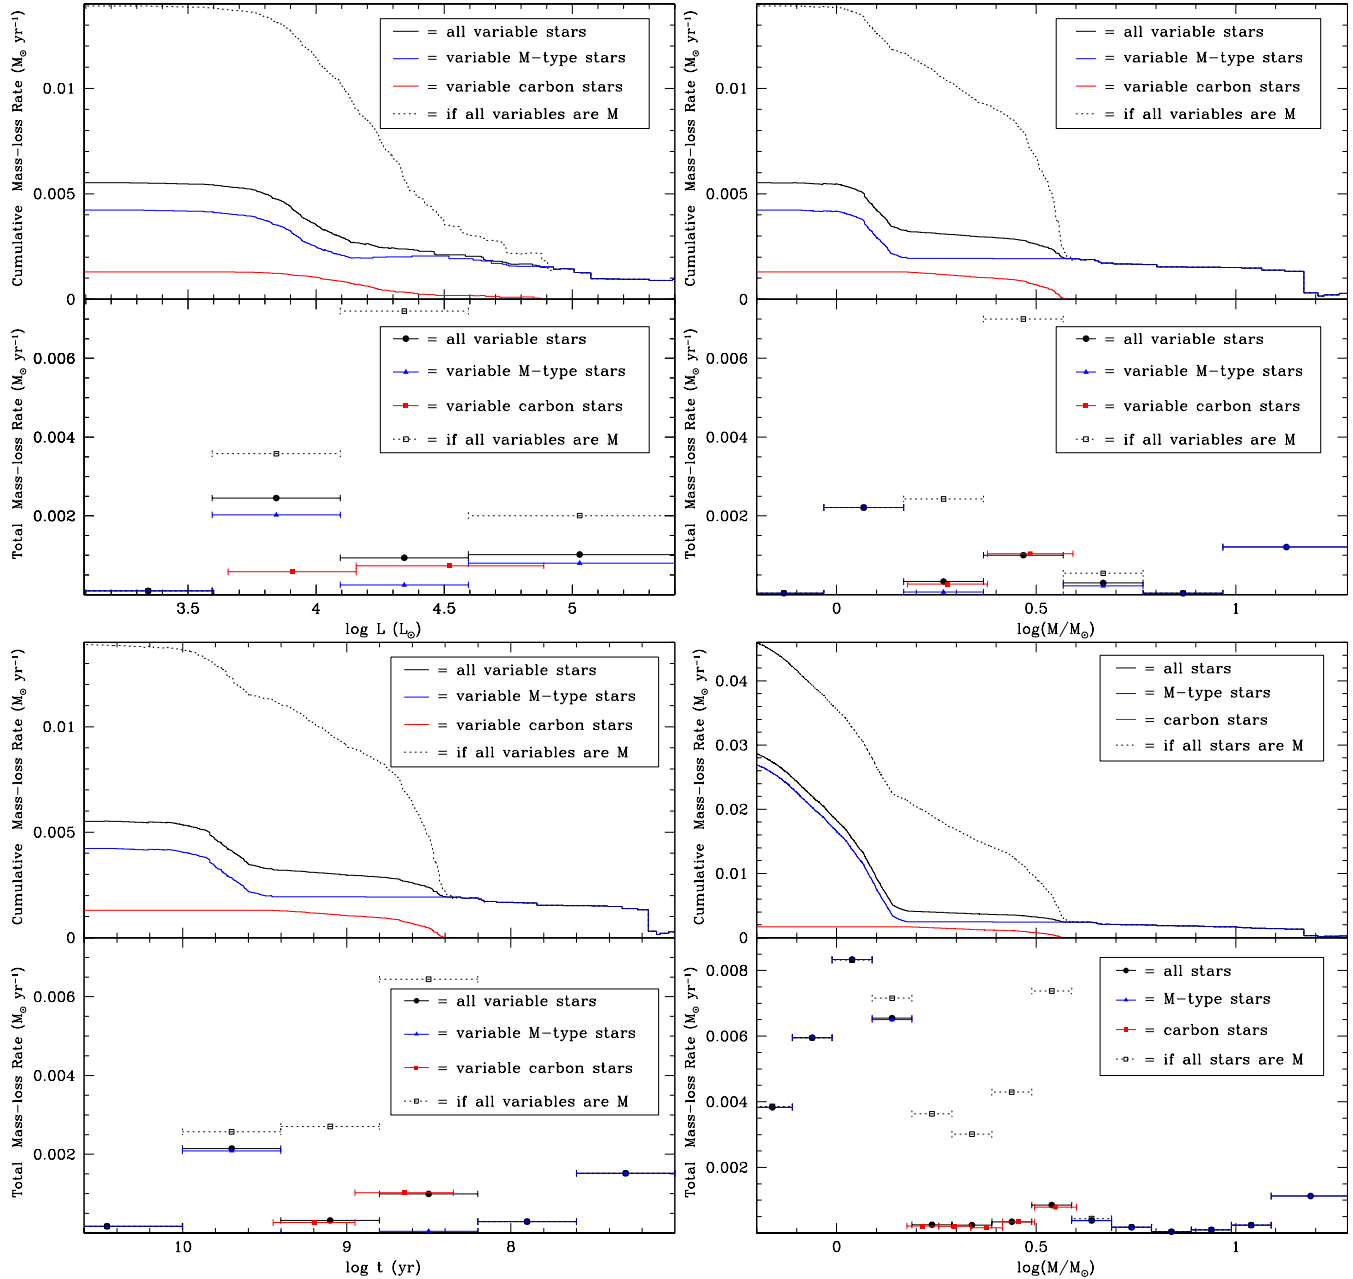 Cumulative Mass-loss Rate (M⊙ yr⁻¹)
0.01
0.005
0
= all variable stars
= variable M-type stars
= variable carbon stars
= if all variables are M
Total Mass-loss Rate (M⊙ yr⁻¹)
0.006
0.004
0.002
= all variable stars
= variable M-type stars
= variable carbon stars
= if all variables are M
3.5 4 4.5 5
log L (L⊙)
Cumulative Mass-loss Rate (M⊙ yr⁻¹)
0.01
0.005
0
= all variable stars
= variable M-type stars
= variable carbon stars
= if all variables are M
Total Mass-loss Rate (M⊙ yr⁻¹)
0.006
0.004
0.002
= all variable stars
= variable M-type stars
= variable carbon stars
= if all variables are M
0 0.5 1
log(M/M⊙)
Cumulative Mass-loss Rate (M⊙ yr⁻¹)
0.01
0.005
0
= all variable stars
= variable M-type stars
= variable carbon stars
= if all variables are M
Total Mass-loss Rate (M⊙ yr⁻¹)
0.006
0.004
0.002
= all variable stars
= variable M-type stars
= variable carbon stars
= if all variables are M
10 9 8
log t (yr)
Cumulative Mass-loss Rate (M⊙ yr⁻¹)
0.04
0.03
0.02
0.01
0
= all stars
= M-type stars
= carbon stars
= if all stars are M
Total Mass-loss Rate (M⊙ yr⁻¹)
0.008
0.006
0.004
0.002
= all stars
= M-type stars
= carbon stars
= if all stars are M
0 0.5 1
log(M/M⊙)